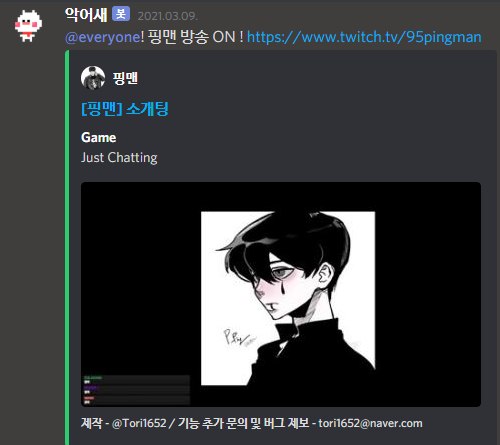 악어새 봇 2021.03.09.
@everyone! 핑맨 방송 ON ! https://www.twitch.tv/95pingman
핑맨
[핑맨] 소개팅
Game
Just Chatting
제작 - @Tori1652 / 기능 추가 문의 및 버그 제보 - tori1652@naver.com